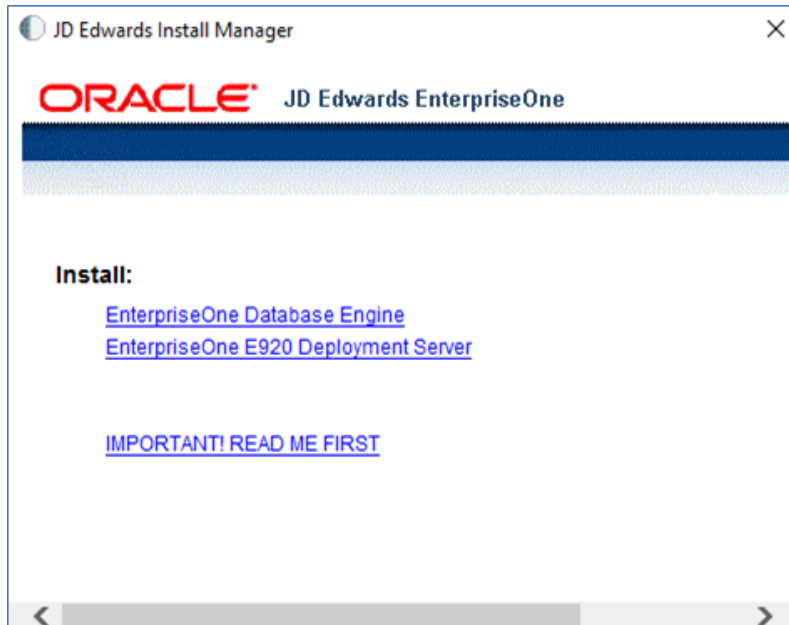 JD Edwards Install Manager
ORACLE® JD Edwards EnterpriseOne
Install:
EnterpriseOne Database Engine
EnterpriseOne E920 Deployment Server
IMPORTANT! READ ME FIRST